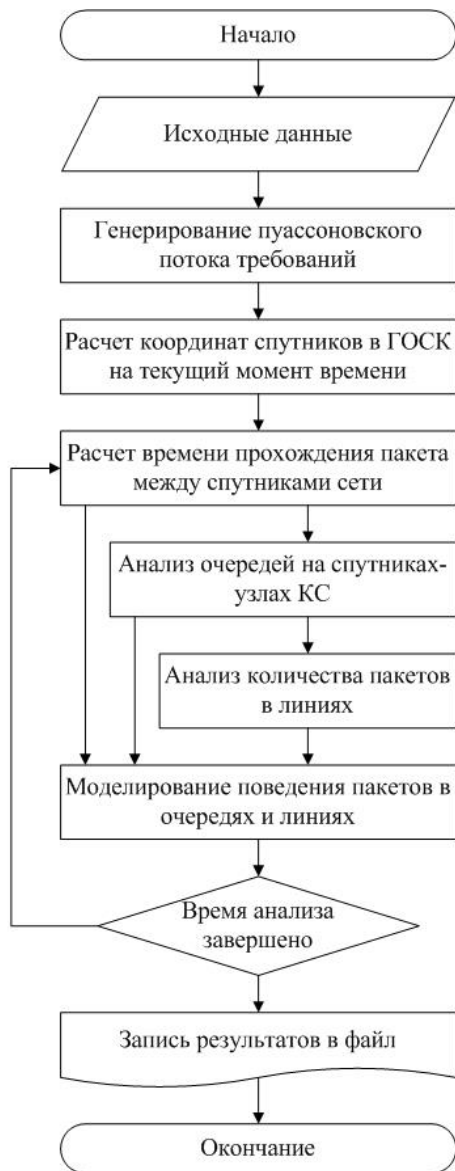 Начало
Исходные данные
Генерирование пуассоновского
потока требований
Расчет координат спутников в ГОСК
на текущий момент времени
Расчет времени прохождения пакета
между спутниками сети
Анализ очередей на спутниках-
узлах КС
Анализ количества пакетов
в линиях
Моделирование поведения пакетов в
очередях и линиях
Время анализа
завершено
Запись результатов в файл
Окончание